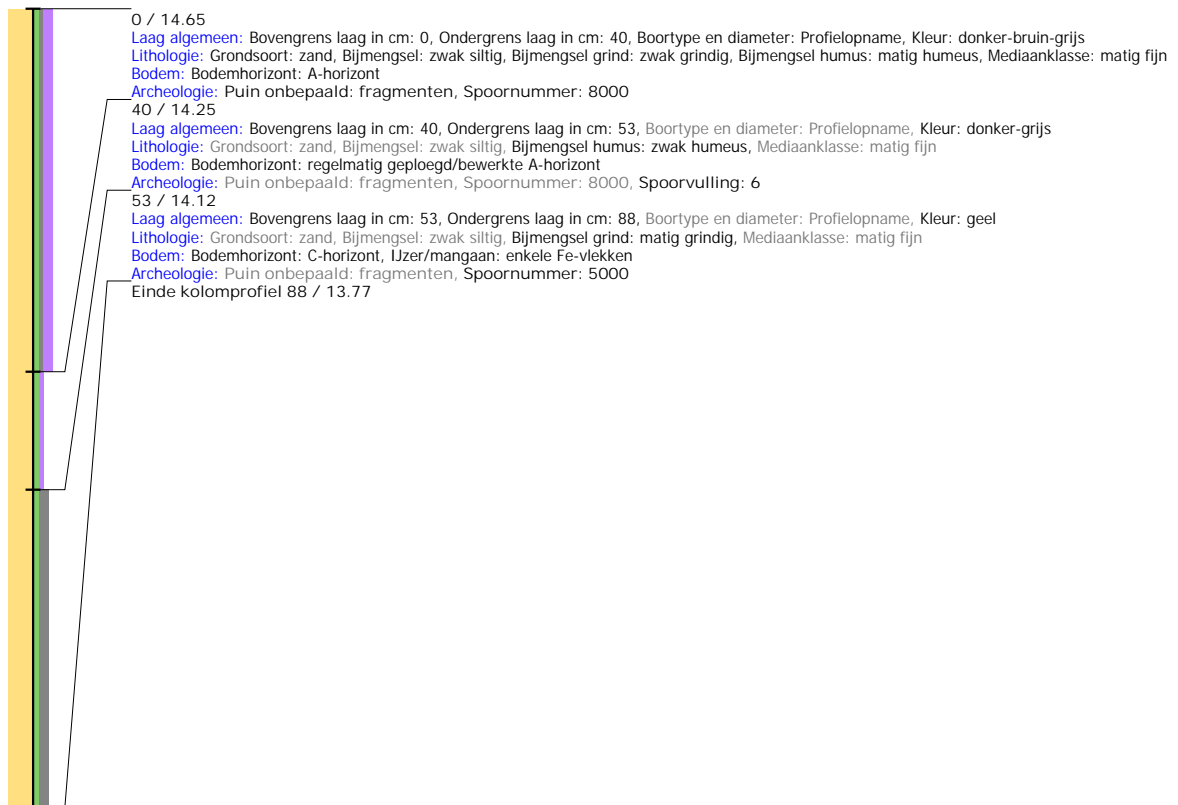 0 / 14.65
Laag algemeen: Bovengrens laag in cm: 0, Ondergrens laag in cm: 40, Boortype en diameter: Profielopname, Kleur: donker-bruin-grijs
Lithologie: Grondsoort: zand, Bijmengsel: zwak siltig, Bijmengsel grind: zwak grindig, Bijmengsel humus: matig humeus, Mediaanklasse: matig fijn
Bodem: Bodemhorizont: A-horizont
Archeologie: Puin onbepaald: fragmenten, Spoornummer: 8000
40 / 14.25
Laag algemeen: Bovengrens laag in cm: 40, Ondergrens laag in cm: 53, Boortype en diameter: Profielopname, Kleur: donker-grijs
Lithologie: Grondsoort: zand, Bijmengsel: zwak siltig, Bijmengsel humus: zwak humeus, Mediaanklasse: matig fijn
Bodem: Bodemhorizont: regelmatig geploegd/bewerkte A-horizont
Archeologie: Puin onbepaald: fragmenten, Spoornummer: 8000, Spoorvulling: 6
53 / 14.12
Laag algemeen: Bovengrens laag in cm: 53, Ondergrens laag in cm: 88, Boortype en diameter: Profielopname, Kleur: geel
Lithologie: Grondsoort: zand, Bijmengsel: zwak siltig, Bijmengsel grind: matig grindig, Mediaanklasse: matig fijn
Bodem: Bodemhorizont: C-horizont, IJzer/mangaan: enkele Fe-vlekken
Archeologie: Puin onbepaald: fragmenten, Spoornummer: 5000
Einde kolomprofiel 88 / 13.77